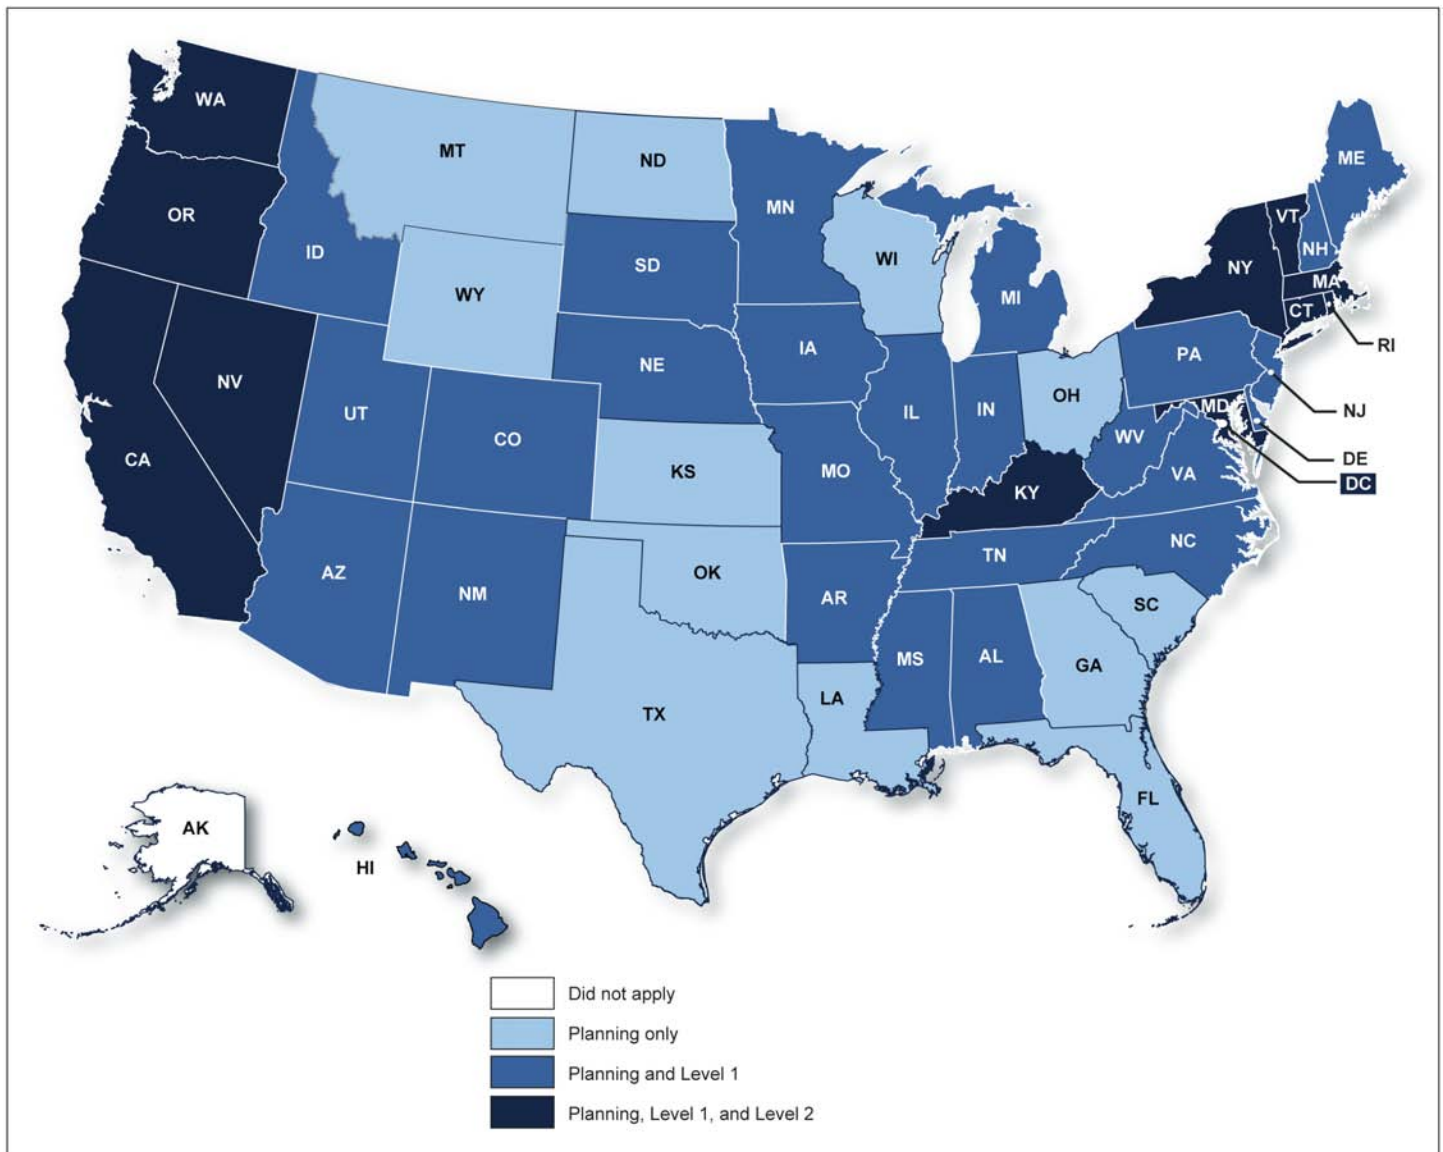 WA
MT
ND
ME
MN
OR
VT
ID
NH
SD
WI
NY
MA
WY
MI
CT
RI
IA
PA
NE
NV
OH
UT
IL
IN
MD
NJ
CO
WV
DE
CA
MO
KS
VA
DC
KY
NC
TN
AZ
OK
NM
AR
SC
MS
AL
GA
LA
TX
FL
AK
HI
Did not apply
Planning only
Planning and Level 1
Planning, Level 1, and Level 2